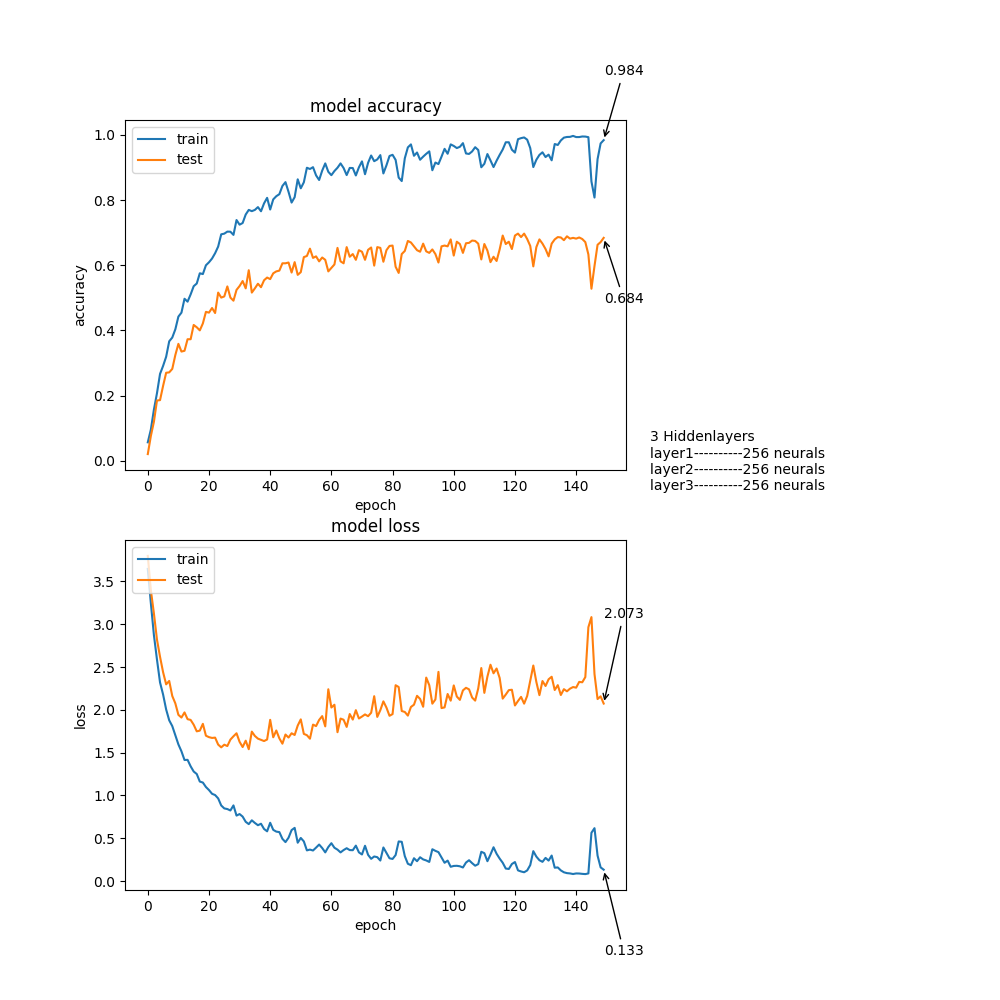 0.984
model accuracy
train
test
1.0
0.8
0.6
0.4
0.2
0.0
accuracy
0.684
0 20 40 60 80 100 120 140
epoch
3 Hiddenlayers
layer1----------256 neurals
layer2----------256 neurals
layer3----------256 neurals
model loss
train
test
3.5
3.0
2.5
2.0
1.5
1.0
0.5
0.0
loss
2.073
0 20 40 60 80 100 120 140
epoch
0.133